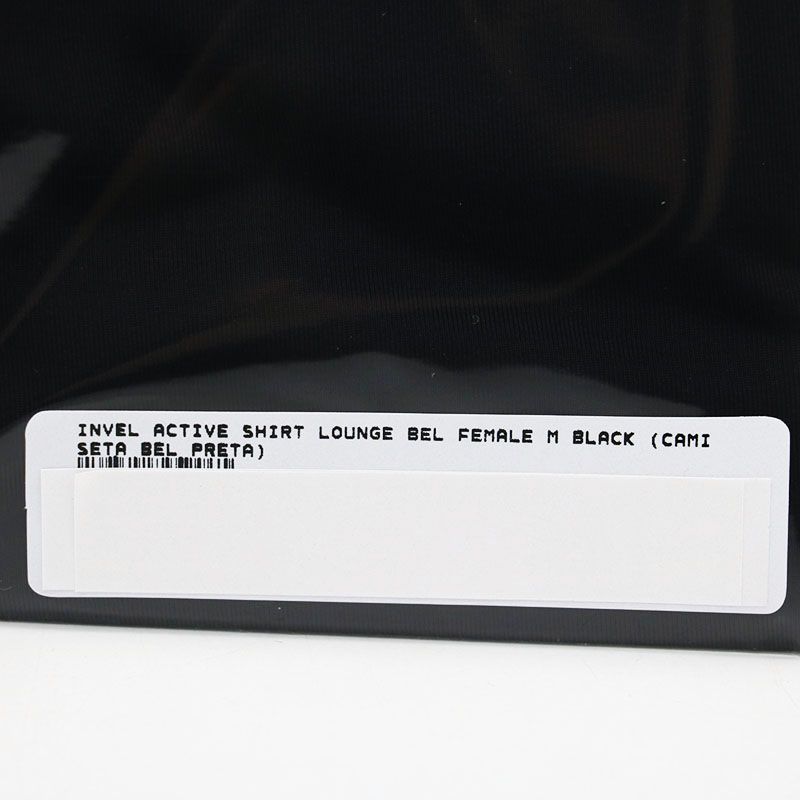 INVEL ACTIVE SHIRT LOUNGE BEL FEMALE M BLACK (CAMI
SETA BEL PRETA)